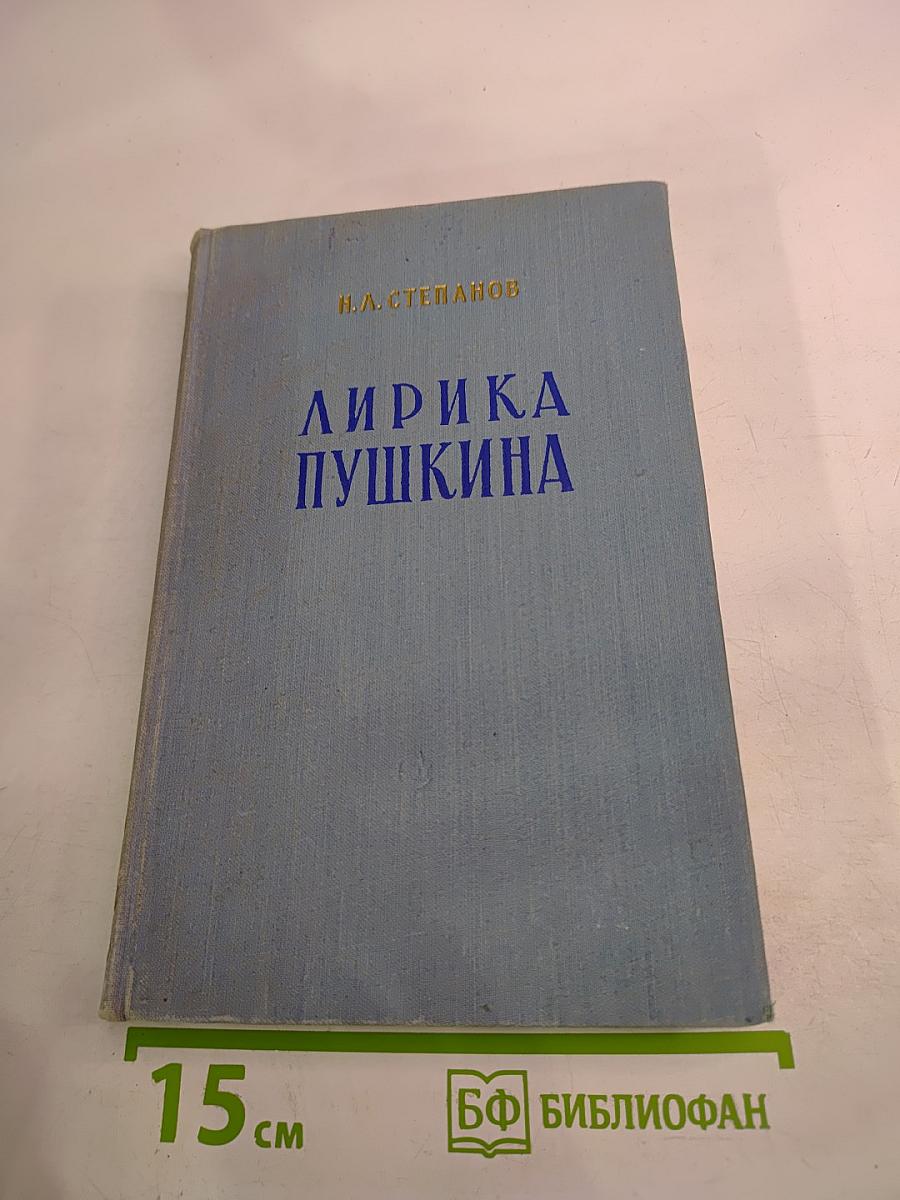 Н.Л. СТЕПАНОВ
ЛИРИКА
ПУШКИНА
15 см
БФ БИБЛИОФАН